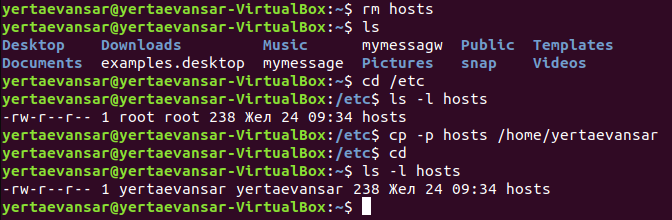 yertaevansar@yertaevansar-VirtualBox:~$ rm hosts
yertaevansar@yertaevansar-VirtualBox:~$ ls
Desktop    Downloads         Music      mymessagw  Public  Templates
Documents  examples.desktop  mymessage  Pictures   snap    Videos
yertaevansar@yertaevansar-VirtualBox:~$ cd /etc
yertaevansar@yertaevansar-VirtualBox:/etc$ ls -l hosts
-rw-r--r-- 1 root root 238 Жел 24 09:34 hosts
yertaevansar@yertaevansar-VirtualBox:/etc$ cp -p hosts /home/yertaevansar
yertaevansar@yertaevansar-VirtualBox:/etc$ cd
yertaevansar@yertaevansar-VirtualBox:~$ ls -l hosts
-rw-r--r-- 1 yertaevansar yertaevansar 238 Жел 24 09:34 hosts
yertaevansar@yertaevansar-VirtualBox:~$